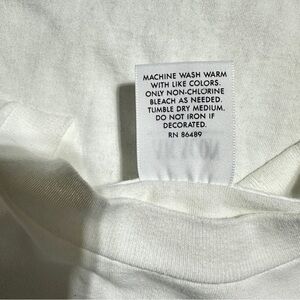 MACHINE WASH WARM
WITH LIKE COLORS.
ONLY NON-CHLORINE
BLEACH AS NEEDED.
TUMBLE DRY MEDIUM.
DO NOT IRON IF
DECORATED.
RN 86489